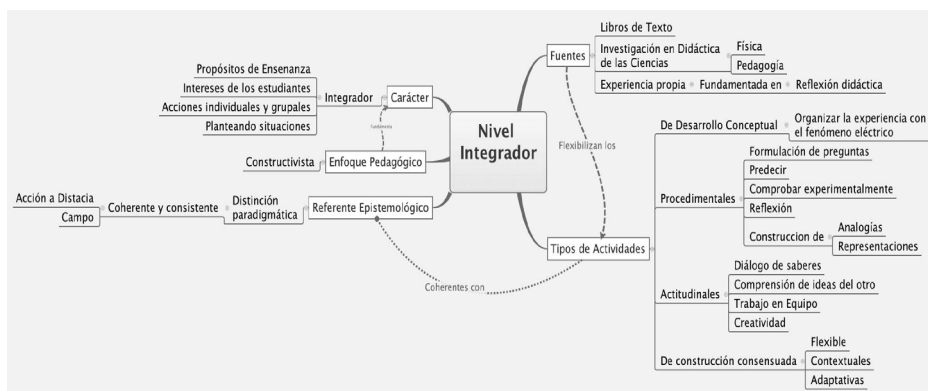 Nivel
Integrador
Carácter
Integrador
Propósitos de Ensenanza
Intereses de los estudiantes
Acciones individuales y grupales
Planteando situaciones
Enfoque Pedagógico
Constructivista
Referente Epistemológico
Distinción
paradigmática
Coherente y consistente
Acción a Distacia
Campo
Fuentes
Libros de Texto
Investigación en Didáctica
de las Ciencias
Física
Pedagogía
Experiencia propia
Fundamentada en
Reflexión didáctica
Flexibilizan los
Tipos de Actividades
Coherentes con
De Desarrollo Conceptual
Organizar la experiencia con
el fenómeno eléctrico
Procedimentales
Formulación de preguntas
Predecir
Comprobar experimentalmente
Reflexión
Construccion de
Analogías
Representaciones
Actitudinales
Diálogo de saberes
Comprensión de ideas del otro
Trabajo en Equipo
Creatividad
De construcción consensuada
Flexible
Contextuales
Adaptativas